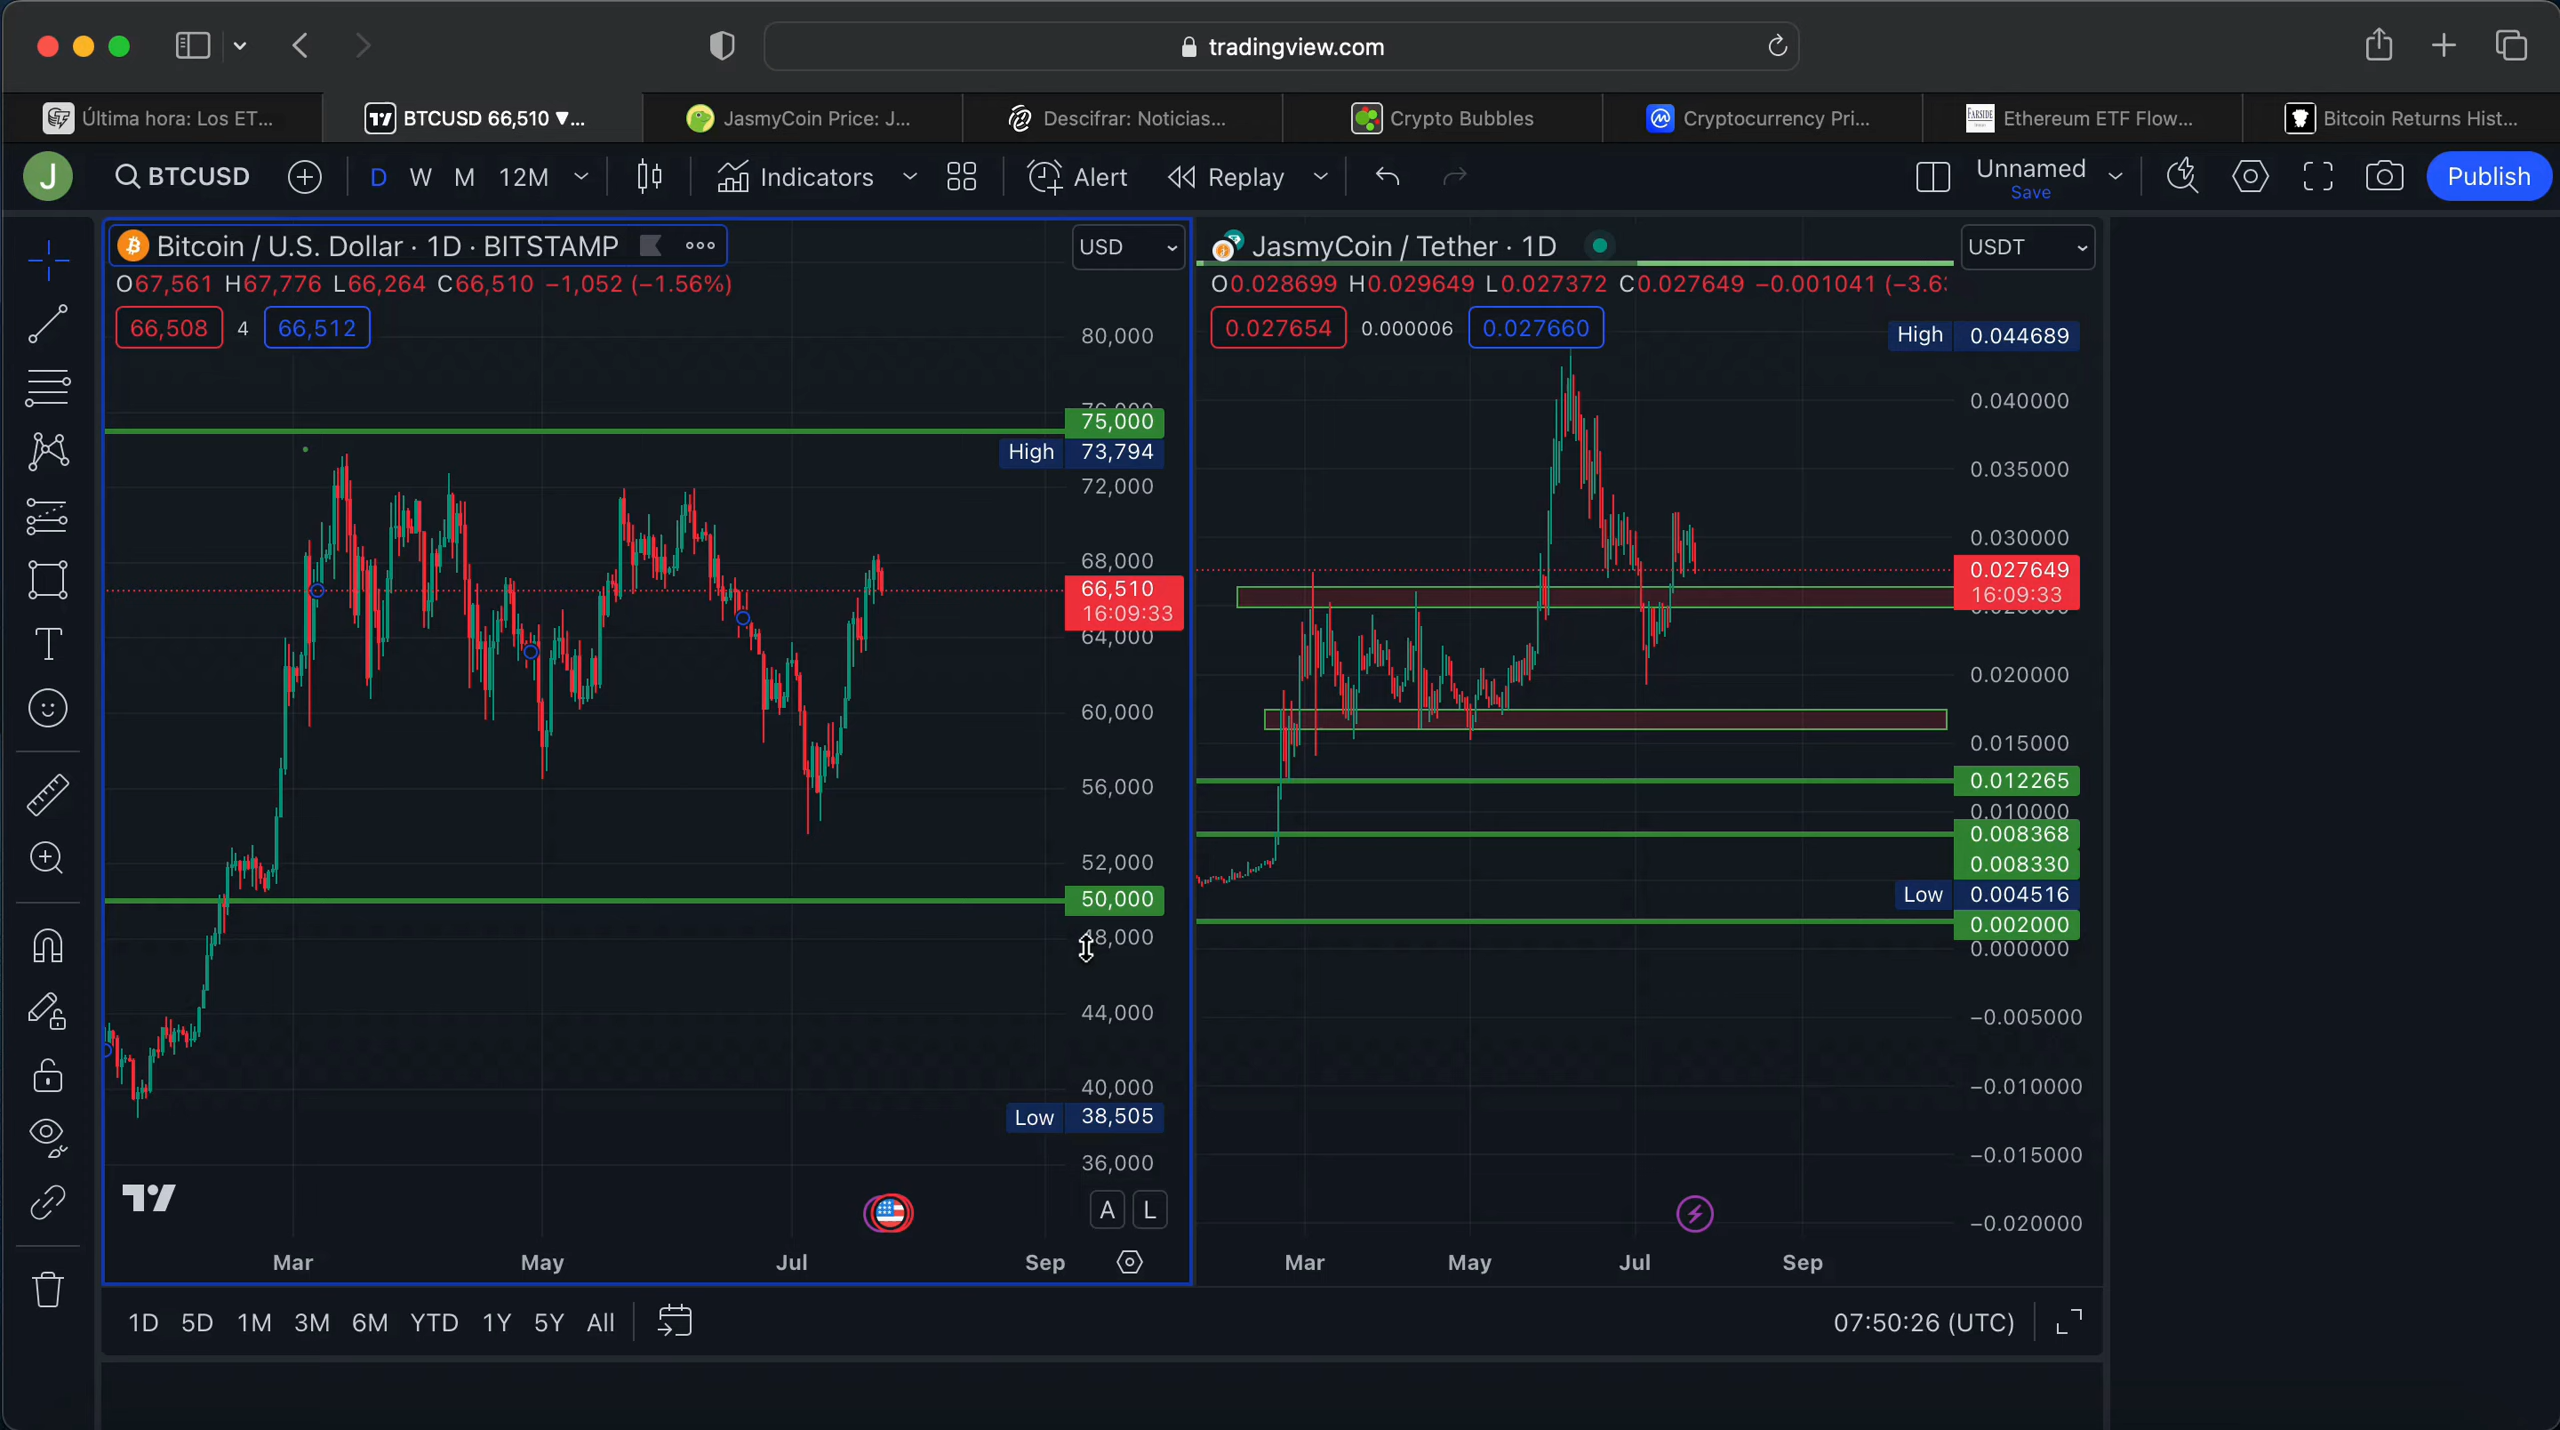 tradingview.com
Última hora: Los ET...
BTCUSD 66,510 ▼...
JasmyCoin Price: J...
Descifrar: Noticias...
Crypto Bubbles
Cryptocurrency Pri...
FARSIDE
Ethereum ETF Flow...
Bitcoin Returns Hist...
J
BTCUSD
D W M 12M
Indicators
Alert
Replay
Unnamed
Save
Publish
Bitcoin / U.S. Dollar · 1D · BITSTAMP
USD
O67,561 H67,776 L66,264 C66,510 −1,052 (−1.56%)
66,508 4 66,512
80,000
75,000
High 73,794
72,000
68,000
66,510
16:09:33
64,000
60,000
56,000
52,000
50,000
48,000
44,000
40,000
Low 38,505
36,000
A L
Mar May Jul Sep
JasmyCoin / Tether · 1D
USDT
O0.028699 H0.029649 L0.027372 C0.027649 −0.001041 (−3.63
0.027654 0.000006 0.027660
High 0.044689
0.040000
0.035000
0.030000
0.027649
16:09:33
0.020000
0.015000
0.012265
0.010000
0.008368
0.008330
Low 0.004516
0.002000
0.000000
−0.005000
−0.010000
−0.015000
−0.020000
Mar May Jul Sep
1D 5D 1M 3M 6M YTD 1Y 5Y All
07:50:26 (UTC)